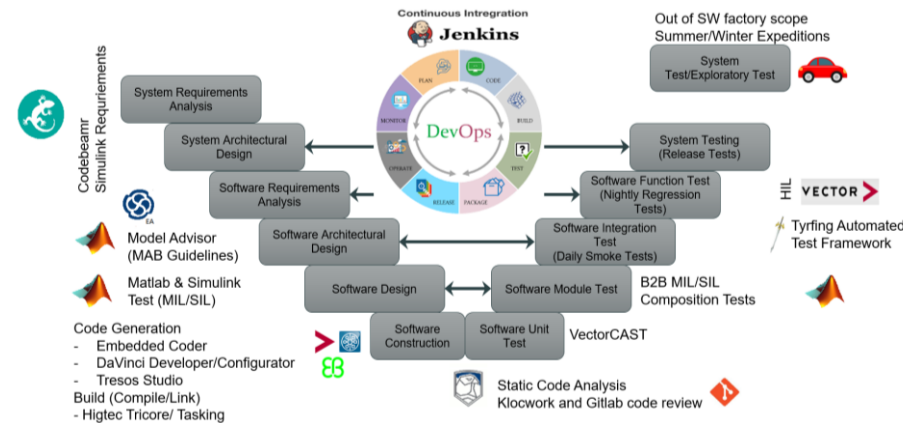 Continuous Intregration
Jenkins
Out of SW factory scope
Summer/Winter Expeditions
System
Test/Exploratory Test
System Requirements
Analysis
System Architectural
Design
Software Requirements
Analysis
Software Architectural
Design
Software Design
Software
Construction
Software Unit
Test
Software Module Test
Software Integration
Test
(Daily Smoke Tests)
Software Function Test
(Nightly Regression
Tests)
System Testing
(Release Tests)
PLAN
CODE
BUILD
TEST
PACKAGE
RELEASE
OPERATE
MONITOR
DevOps
Codebeamr
Simulink Requriements
EA
Model Advisor
(MAB Guidelines)
Matlab & Simulink
Test (MIL/SIL)
Code Generation
- Embedded Coder
- DaVinci Developer/Configurator
- Tresos Studio
Build (Compile/Link)
- Higtec Tricore/ Tasking
HIL
VECTOR
Tyrfing Automated
Test Framework
B2B MIL/SIL
Composition Tests
VectorCAST
Static Code Analysis
Klocwork and Gitlab code review